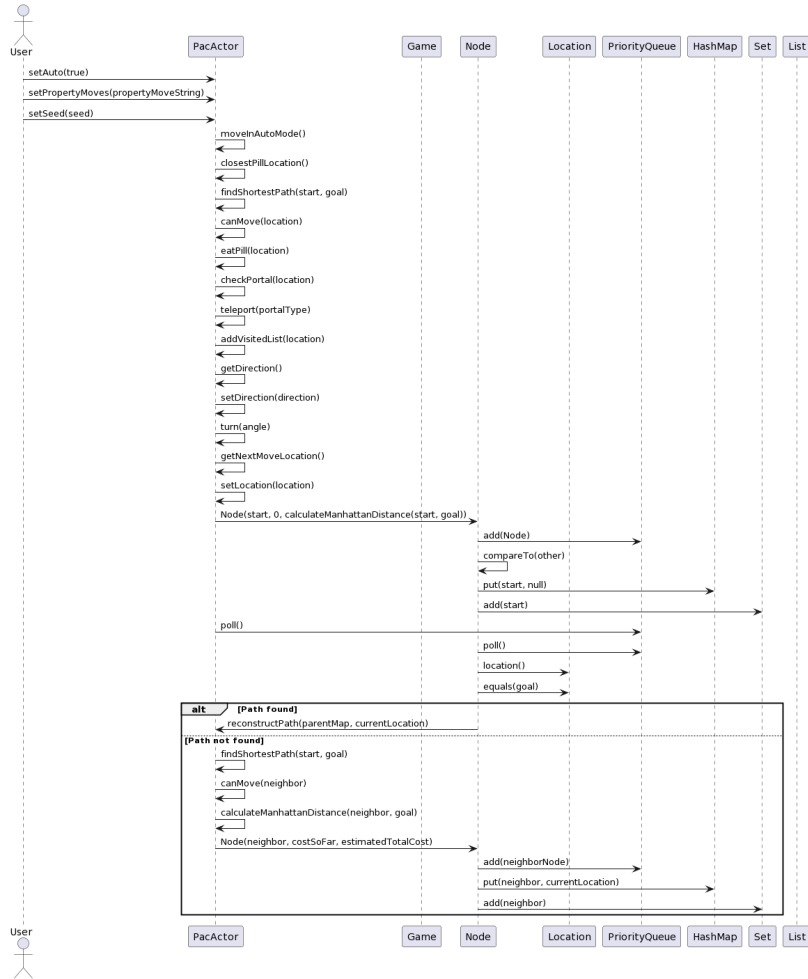 User
PacActor Game Node Location PriorityQueue HashMap Set List
setAuto(true)
setPropertyMoves(propertyMoveString)
setSeed(seed)
moveInAutoMode()
closestPillLocation()
findShortestPath(start, goal)
canMove(location)
eatPill(location)
checkPortal(location)
teleport(portalType)
addVisitedList(location)
getDirection()
setDirection(direction)
turn(angle)
getNextMoveLocation()
setLocation(location)
Node(start, 0, calculateManhattanDistance(start, goal))
add(Node)
compareTo(other)
put(start, null)
add(start)
poll()
poll()
location()
equals(goal)
alt [Path found]
reconstructPath(parentMap, currentLocation)
[Path not found]
findShortestPath(start, goal)
canMove(neighbor)
calculateManhattanDistance(neighbor, goal)
Node(neighbor, costSoFar, estimatedTotalCost)
add(neighborNode)
put(neighbor, currentLocation)
add(neighbor)
User
PacActor Game Node Location PriorityQueue HashMap Set List